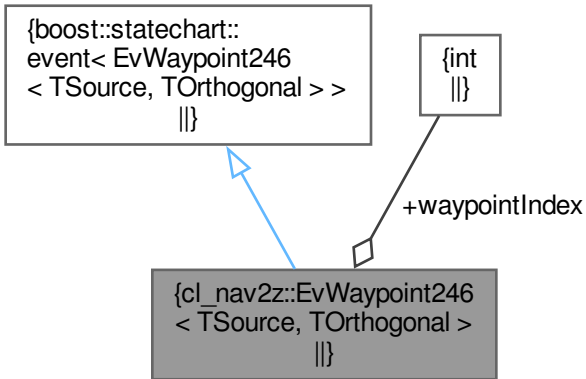 {boost::statechart::
event< EvWaypoint246
< TSource, TOrthogonal > >
||}
{int
||}
+waypointIndex
{cl_nav2z::EvWaypoint246
< TSource, TOrthogonal >
||}